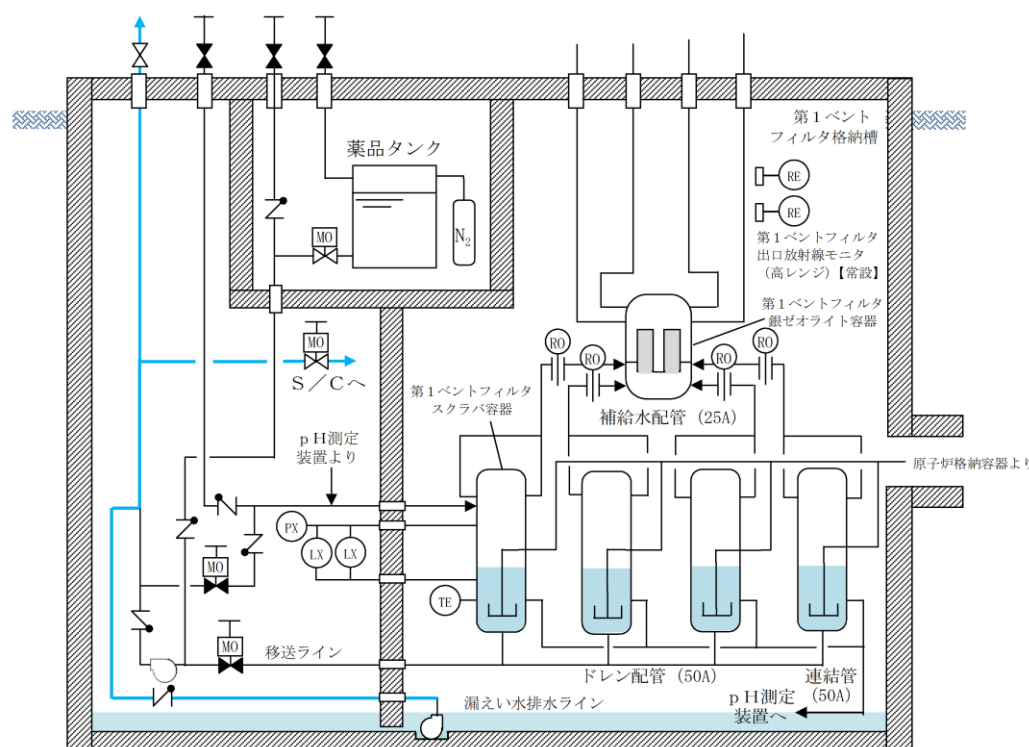 薬品タンク
N₂
MO
第１ベント
フィルタ格納槽
RE
RE
第１ベントフィルタ
出口放射線モニタ
（高レンジ）【常設】
第１ベントフィルタ
銀ゼオライト容器
MO
Ｓ／Ｃへ
RO
RO
RO
RO
第１ベントフィルタ
スクラバ容器
補給水配管（25A）
ｐＨ測定
装置より
原子炉格納容器より
PX
LX
LX
MO
TE
MO
移送ライン
ドレン配管（50A）
連結管
（50A）
漏えい水排水ライン
ｐＨ測定
装置へ